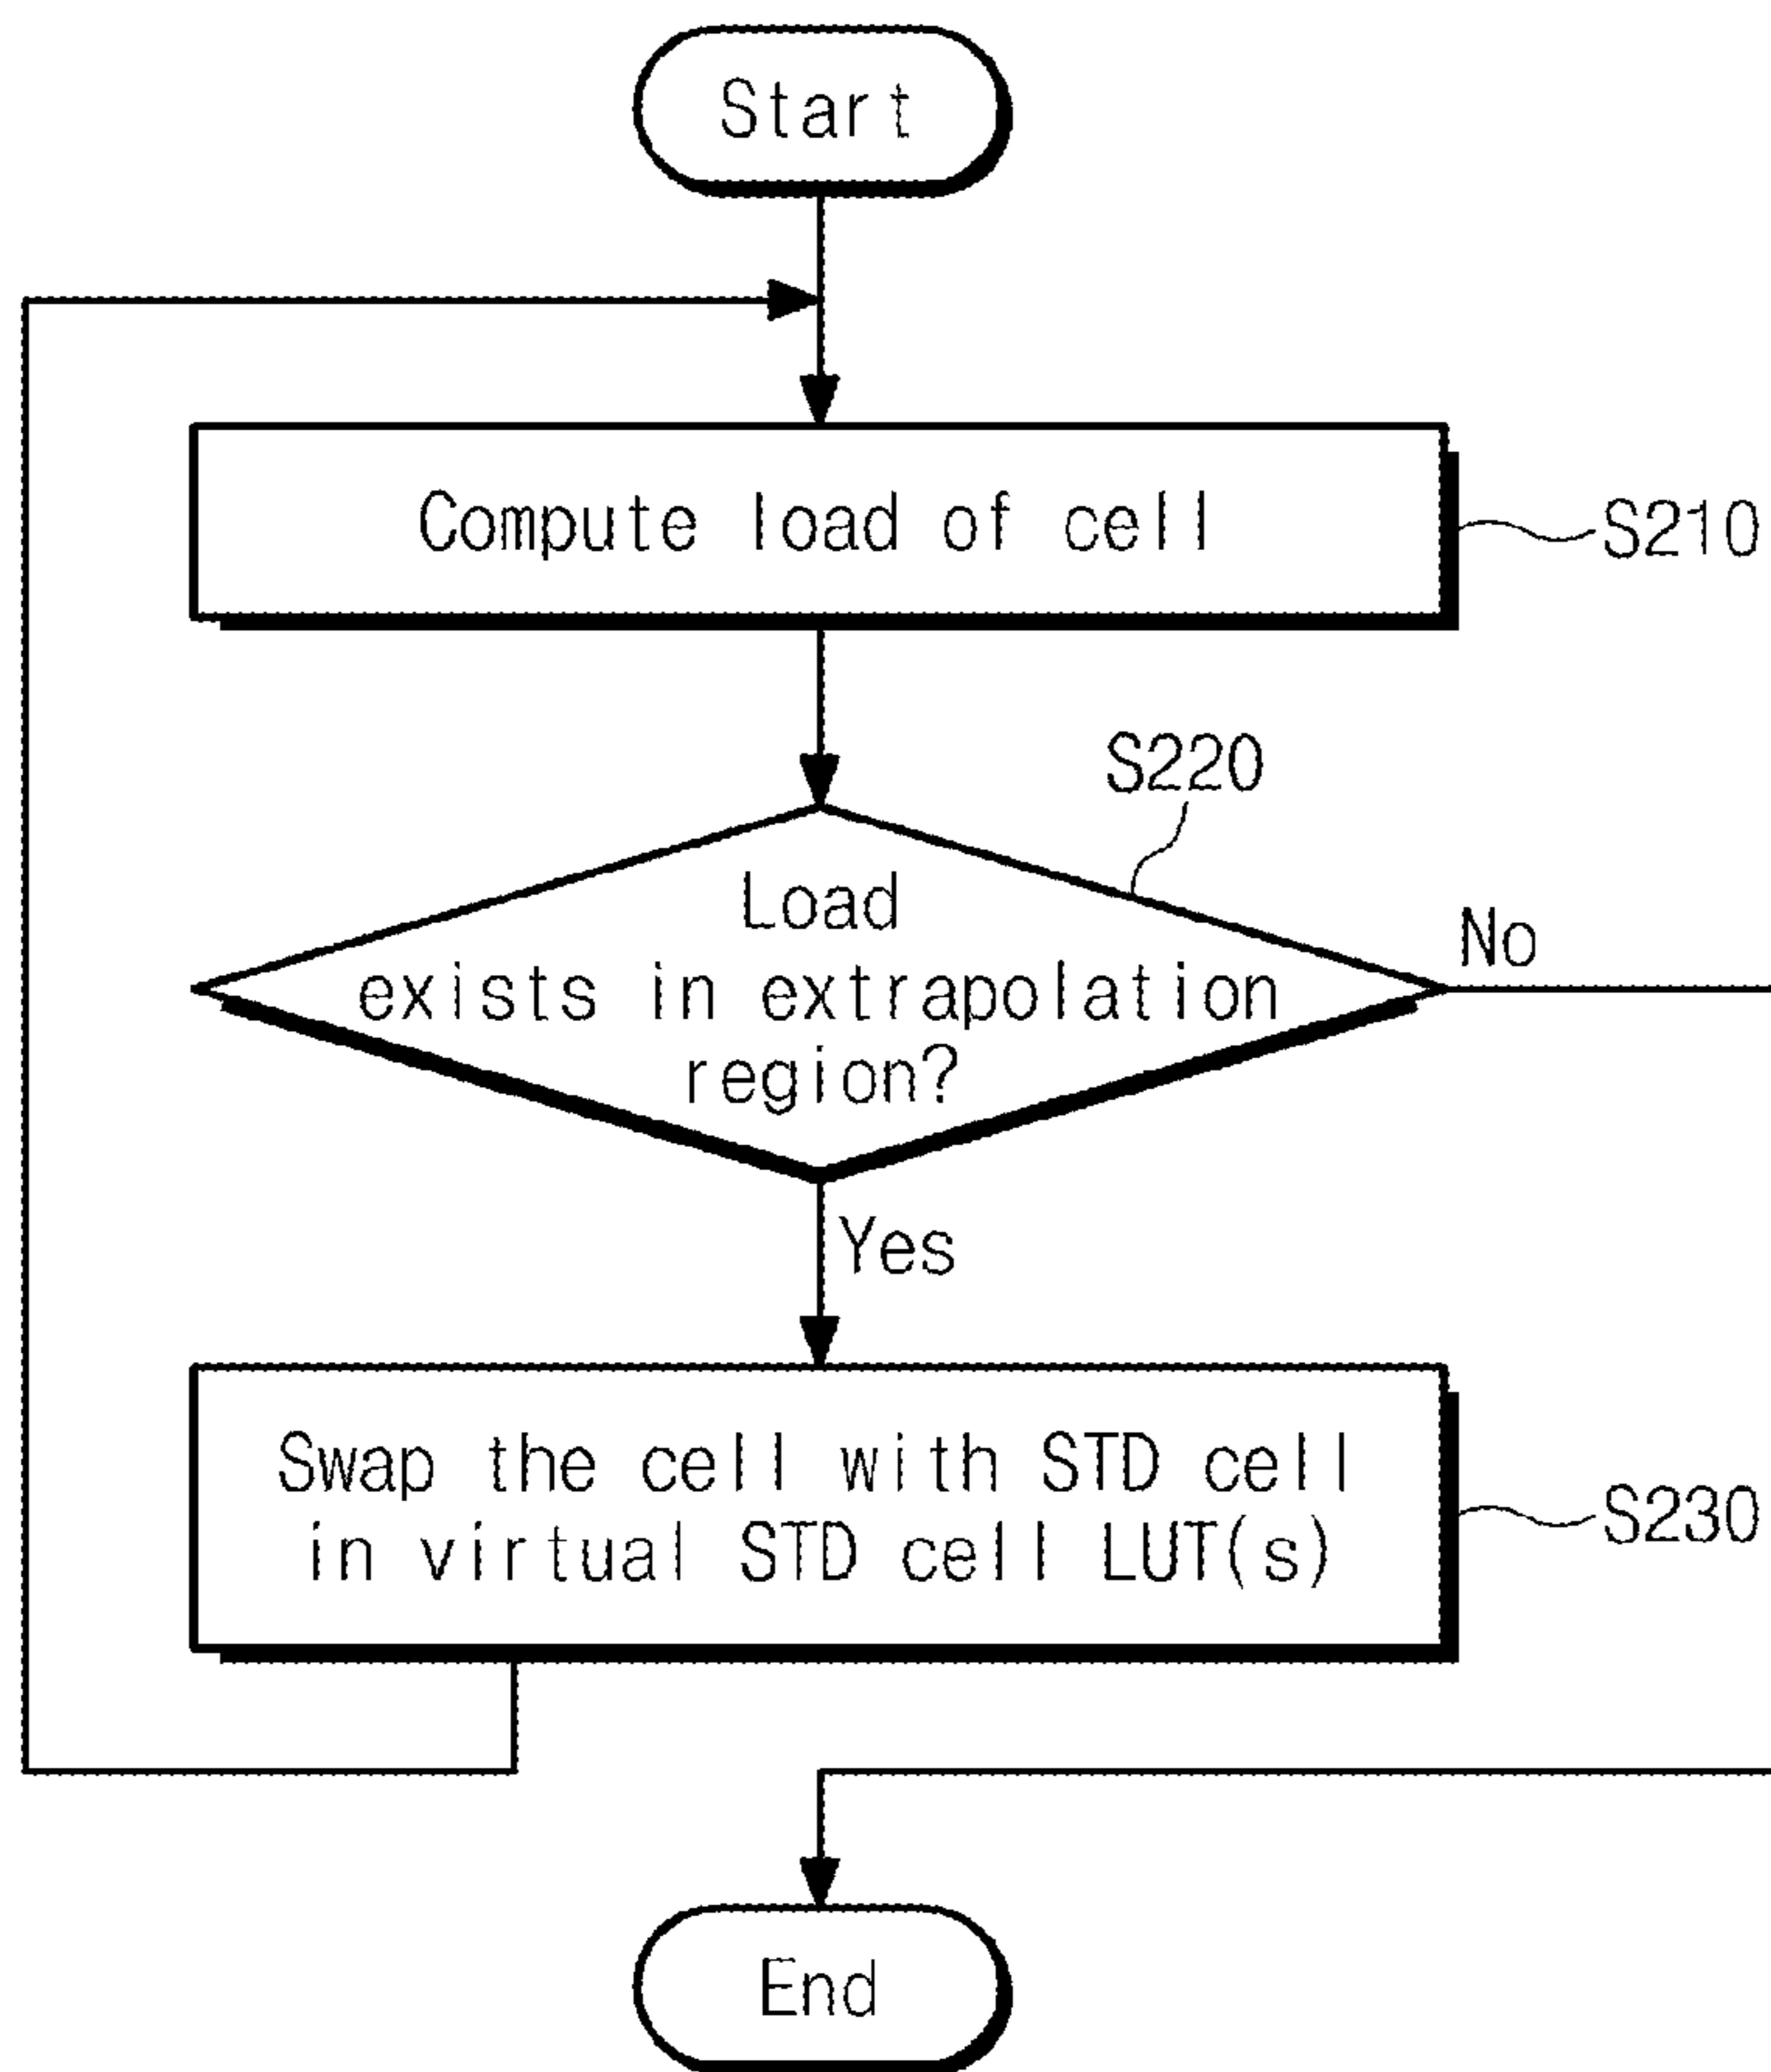 Start
Compute load of cell
S210
S220
Load
exists in extrapolation
region?
No
Yes
Swap the cell with STD cell
in virtual STD cell LUT(s)
S230
End